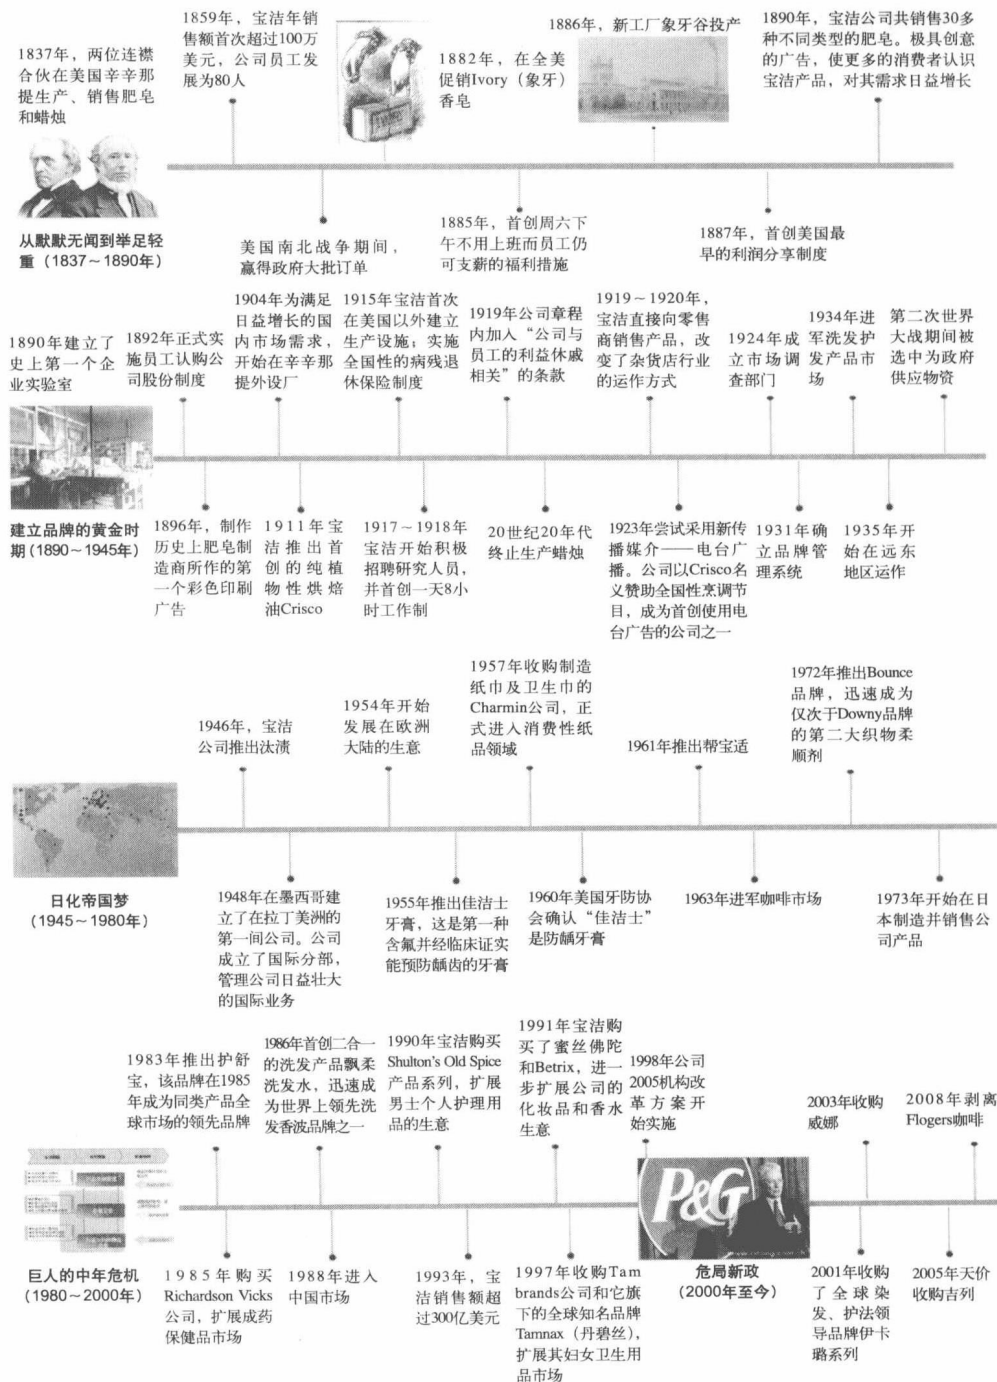 1837年，两位连襟
合伙在美国辛辛那
提生产、销售肥皂
和蜡烛
1859年，宝洁年销
售额首次超过100万
美元，公司员工发
展为80人
1882年，在全美
促销Ivory（象牙）
香皂
1886年，新工厂象牙谷投产
1890年，宝洁公司共销售30多
种不同类型的肥皂。极具创意
的广告，使更多的消费者认识
宝洁产品，对其需求日益增长
从默默无闻到举足轻
重（1837～1890年）
美国南北战争期间，
赢得政府大批订单
1885年，首创周六下
午不用上班而员工仍
可支薪的福利措施
1887年，首创美国最
早的利润分享制度
1890年建立了
史上第一个企
业实验室
1892年正式实
施员工认购公
司股份制度
1904年为满足
日益增长的国
内市场需求，
开始在辛辛那
提外设厂
1915年宝洁首次
在美国以外建立
生产设施；实施
全国性的病残退
休保险制度
1919年公司章程
内加入“公司与
员工的利益休戚
相关”的条款
1919～1920年，
宝洁直接向零售
商销售产品，改
变了杂货店行业
的运作方式
1924年成
立市场调
查部门
1934年进
军洗发护
发产品市
场
第二次世界
大战期间被
选中为政府
供应物资
建立品牌的黄金时
期（1890～1945年）
1896年，制作
历史上肥皂制
造商所作的第
一个彩色印刷
广告
1911年宝
洁推出首
创的纯植
物性烘焙
油Crisco
1917～1918年
宝洁开始积极
招聘研究人员，
并首创一天8小
时工作制
20世纪20年代
终止生产蜡烛
1923年尝试采用新传
播媒介——电台广
播。公司以Crisco名
义赞助全国性烹调节
目，成为首创使用电
台广告的公司之一
1931年确
立品牌管
理系统
1935年开
始在远东
地区运作
1946年，宝洁
公司推出汰渍
1954年开始
发展在欧洲
大陆的生意
1957年收购制造
纸巾及卫生巾的
Charmin公司，正
式进入消费性纸
品领域
1961年推出帮宝适
1972年推出Bounce
品牌，迅速成为
仅次于Downy品牌
的第二大织物柔
顺剂
日化帝国梦
（1945～1980年）
1948年在墨西哥建
立了在拉丁美洲的
第一间公司。公司
成立了国际分部，
管理公司日益壮大
的国际业务
1955年推出佳洁士
牙膏，这是第一种
含氟并经临床证实
能预防龋齿的牙膏
1960年美国牙防协
会确认“佳洁士”
是防龋牙膏
1963年进军咖啡市场
1973年开始在日
本制造并销售公
司产品
1983年推出护舒
宝，该品牌在1985
年成为同类产品全
球市场的领先品牌
1986年首创二合一
的洗发产品飘柔
洗发水，迅速成
为世界上领先洗
发香波品牌之一
1990年宝洁购买
Shulton's Old Spice
产品系列，扩展
男士个人护理用
品的生意
1991年宝洁购
买了蜜丝佛陀
和Betrix，进一
步扩展公司的
化妆品和香水
生意
1998年公司
2005机构改
革方案开
始实施
2003年收购
威娜
2008年剥离
Flogers咖啡
P&G
巨人的中年危机
（1980～2000年）
1985年购买
Richardson Vicks
公司，扩展成药
保健品市场
1988年进入
中国市场
1993年，宝
洁销售额超
过300亿美元
1997年收购Tam
brands公司和它旗
下的全球知名品牌
Tamnax（丹碧丝），
扩展其妇女卫生用
品市场
危局新政
（2000年至今）
2001年收购
了全球染
发、护法领
导品牌伊卡
璐系列
2005年天价
收购吉列